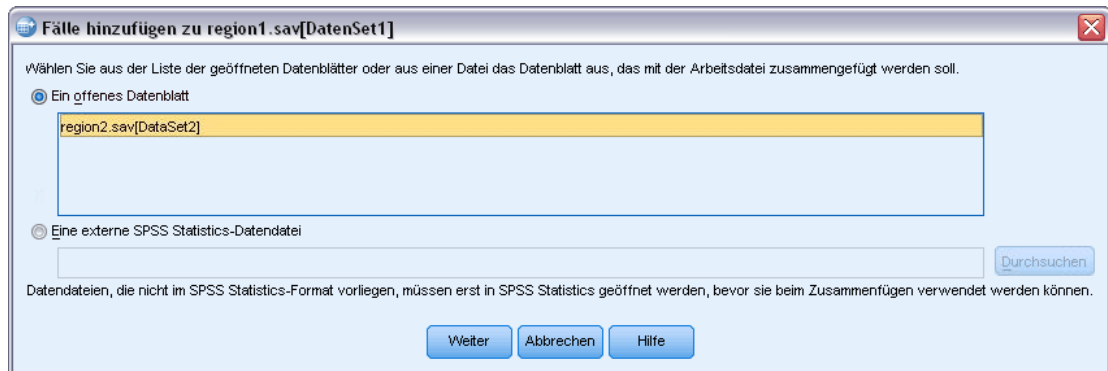 Fälle hinzufügen zu region1.sav[DatenSet1]
Wählen Sie aus der Liste der geöffneten Datenblätter oder aus einer Datei das Datenblatt aus, das mit der Arbeitsdatei zusammengefügt werden soll.
Ein offenes Datenblatt
region2.sav[DataSet2]
Eine externe SPSS Statistics-Datendatei
Durchsuchen
Datendateien, die nicht im SPSS Statistics-Format vorliegen, müssen erst in SPSS Statistics geöffnet werden, bevor sie beim Zusammenfügen verwendet werden können.
Weiter Abbrechen Hilfe